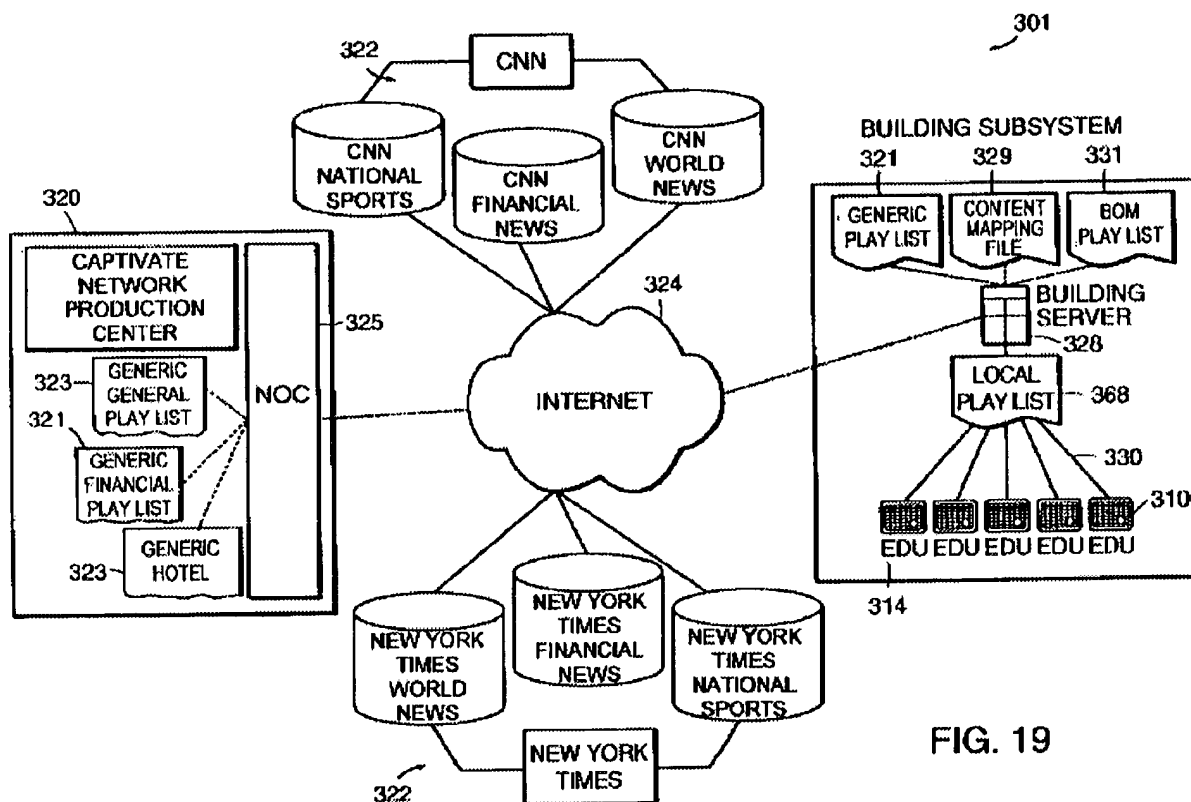 301
322
CNN
CNN
NATIONAL
SPORTS
CNN
FINANCIAL
NEWS
CNN
WORLD
NEWS
BUILDING SUBSYSTEM
321
329
331
GENERIC
PLAY LIST
CONTENT
MAPPING
FILE
BOM
PLAY LIST
BUILDING
SERVER
328
LOCAL
PLAY LIST
368
330
310
EDU EDU EDU EDU EDU
314
320
CAPTIVATE
NETWORK
PRODUCTION
CENTER
325
NOC
323
GENERIC
GENERAL
PLAY LIST
321
GENERIC
FINANCIAL
PLAY LIST
323
GENERIC
HOTEL
324
INTERNET
NEW YORK
TIMES
WORLD
NEWS
NEW YORK
TIMES
FINANCIAL
NEWS
NEW YORK
TIMES
NATIONAL
SPORTS
NEW YORK
TIMES
322
FIG. 19